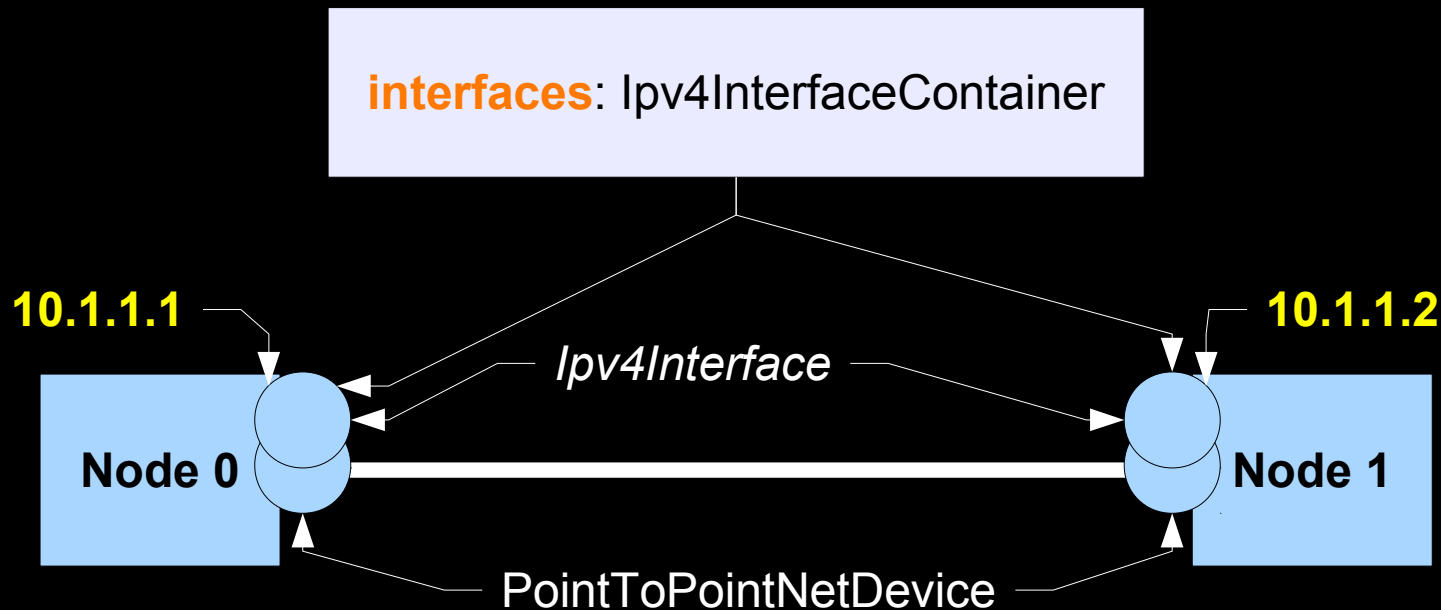 interfaces: Ipv4InterfaceContainer
10.1.1.1
10.1.1.2
Ipv4Interface
Node 0
Node 1
PointToPointNetDevice